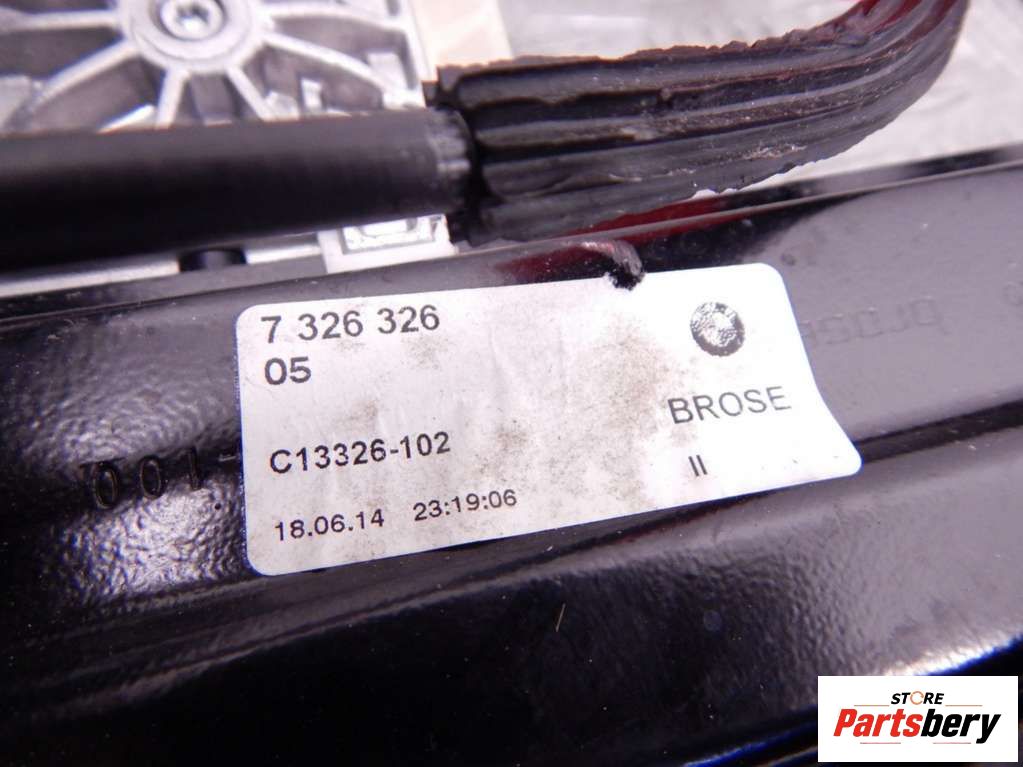 7 326 326
05
BROSE
C13326-102
II
18.06.14 23:19:06
001-
STORE
Partsbery